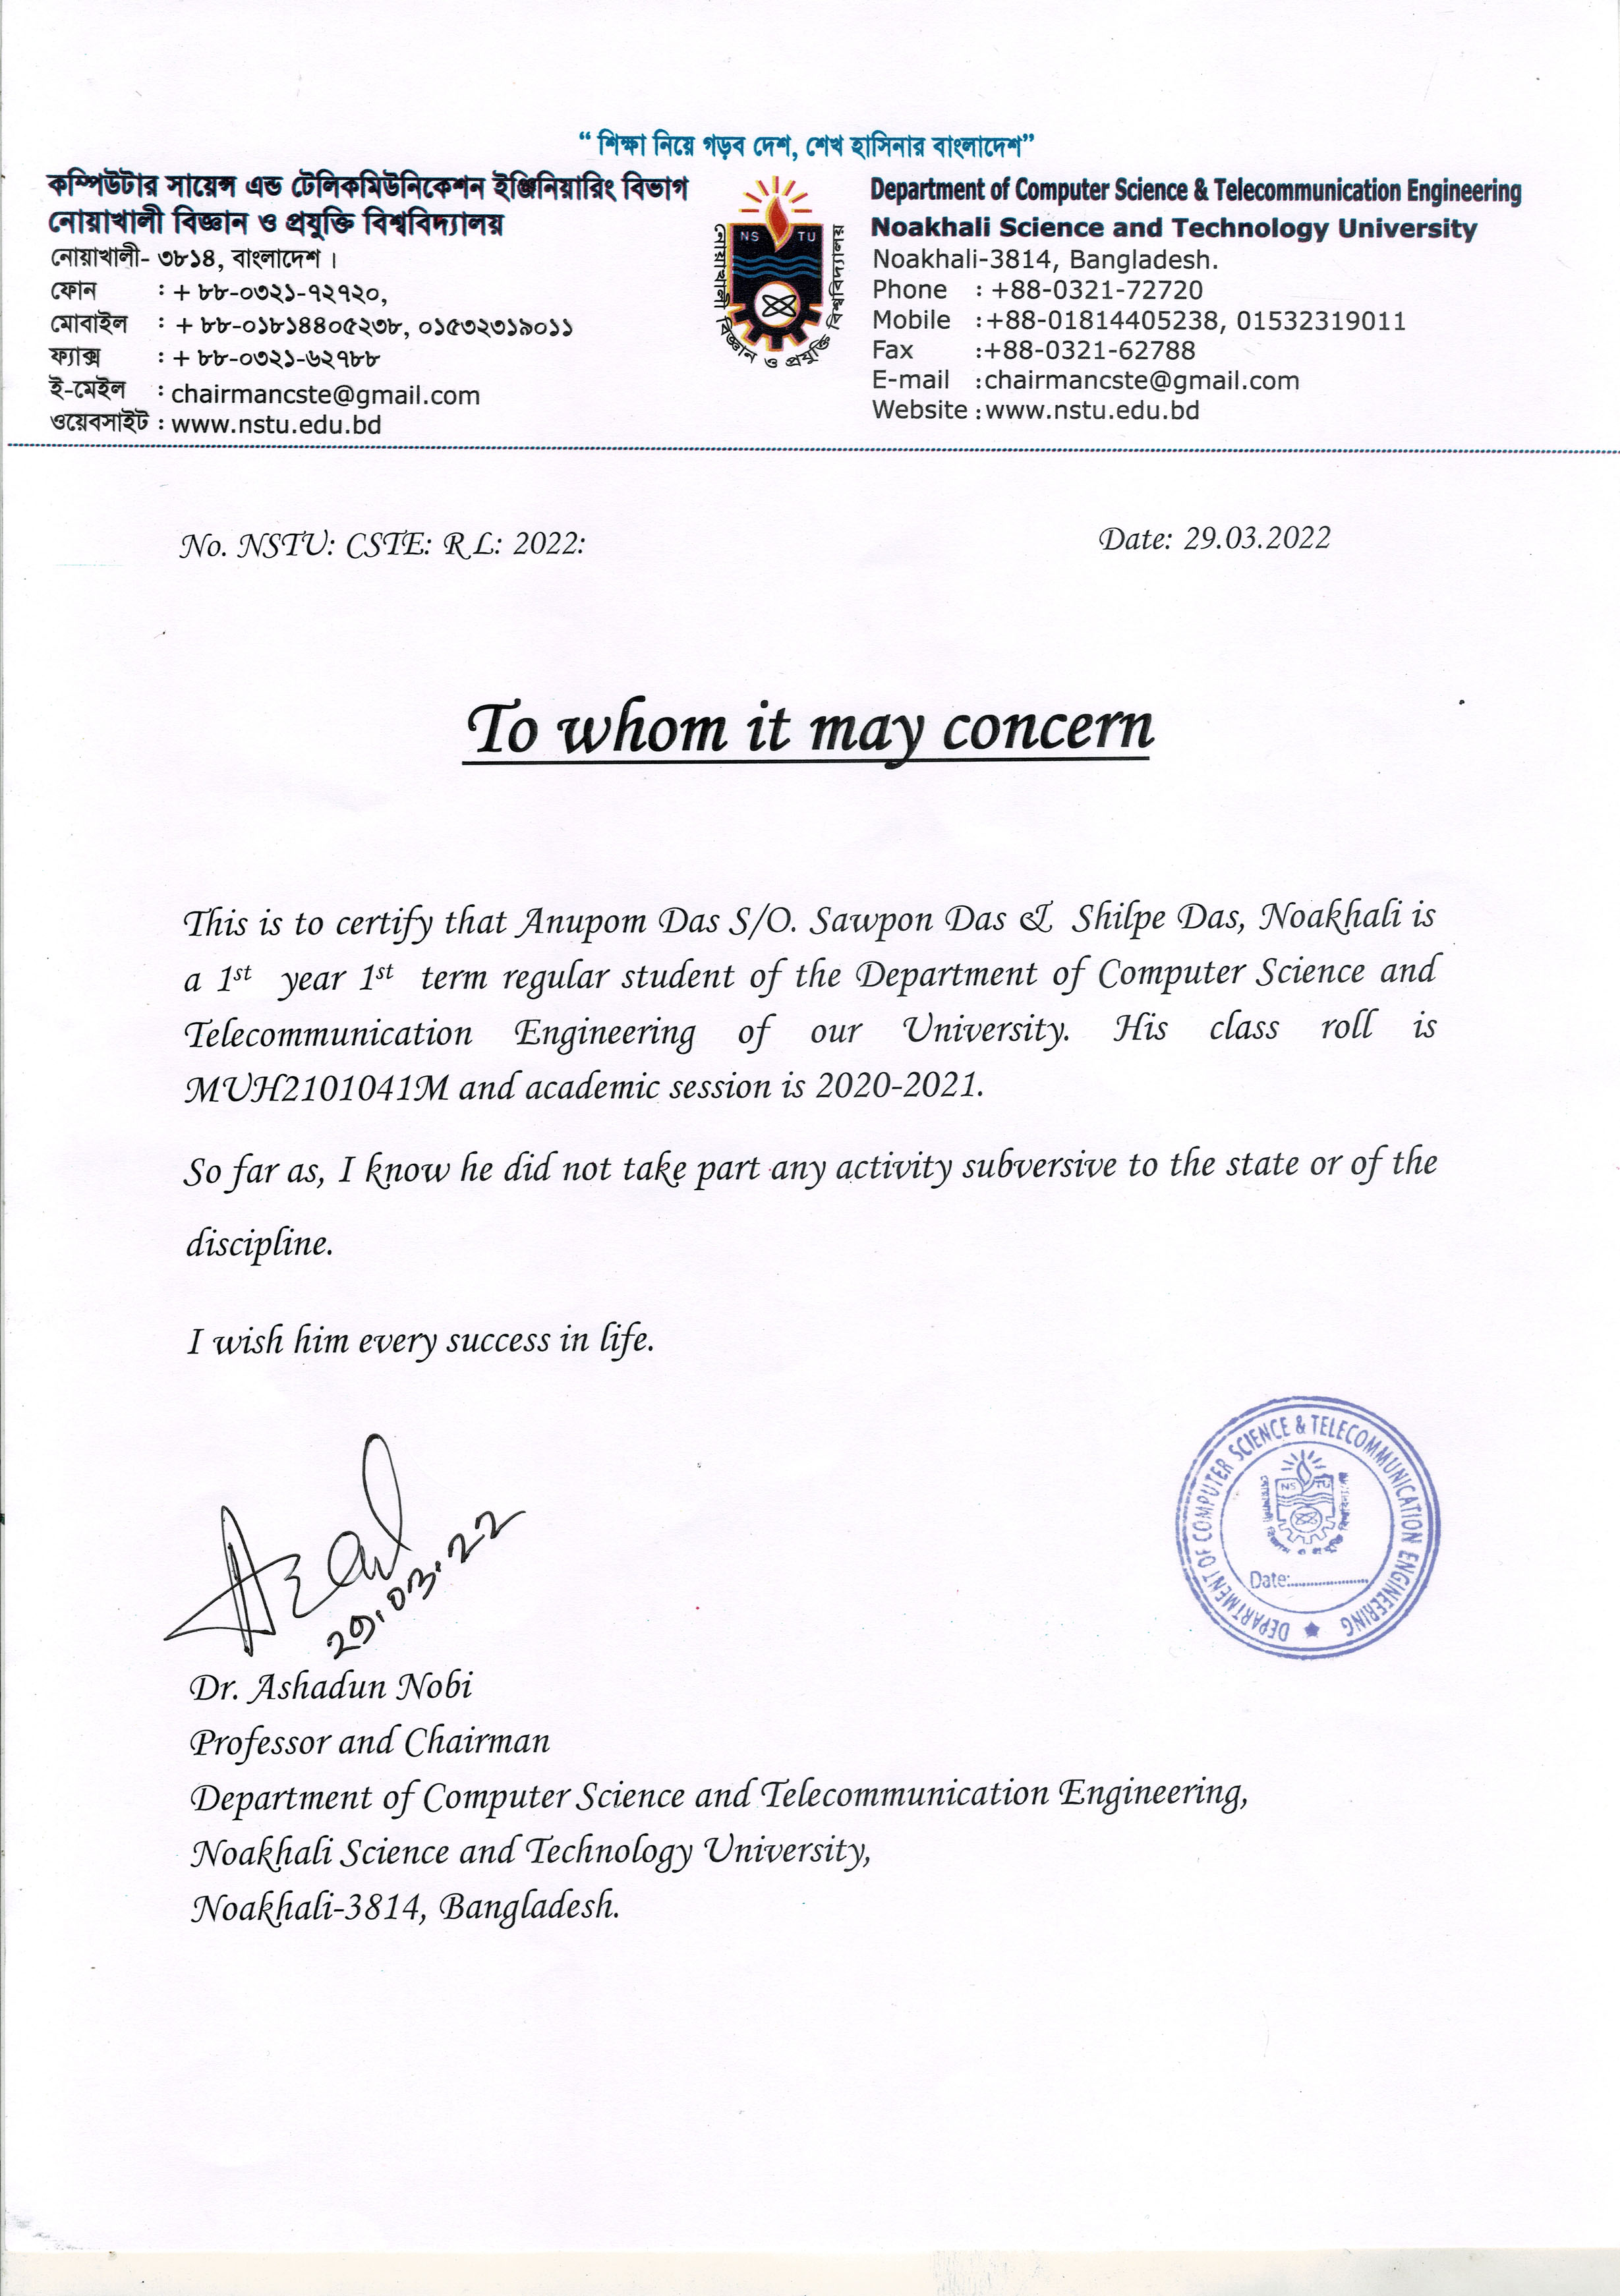 “ শিক্ষা নিয়ে গড়ব দেশ, শেখ হাসিনার বাংলাদেশ”
কম্পিউটার সায়েন্স এন্ড টেলিকমিউনিকেশন ইঞ্জিনিয়ারিং বিভাগ
নোয়াখালী বিজ্ঞান ও প্রযুক্তি বিশ্ববিদ্যালয়
নোয়াখালী- ৩৮১৪, বাংলাদেশ।
ফোন : + ৮৮-০৩২১-৭২৭২০,
মোবাইল : + ৮৮-০১৮১৪৪০৫২৩৮, ০১৫৩২৩১৯০১১
ফ্যাক্স : + ৮৮-০৩২১-৬২৭৮৮
ই-মেইল : chairmancste@gmail.com
ওয়েবসাইট : www.nstu.edu.bd
NS TU
নোয়াখালী বিজ্ঞান ও প্রযুক্তি বিশ্ববিদ্যালয়
Department of Computer Science & Telecommunication Engineering
Noakhali Science and Technology University
Noakhali-3814, Bangladesh.
Phone : +88-0321-72720
Mobile :+88-01814405238, 01532319011
Fax :+88-0321-62788
E-mail :chairmancste@gmail.com
Website :www.nstu.edu.bd
No. NSTU: CSTE: R L: 2022:
Date: 29.03.2022
To whom it may concern
This is to certify that Anupom Das S/O. Sawpon Das & Shilpe Das, Noakhali is
a 1st year 1st term regular student of the Department of Computer Science and
Telecommunication Engineering of our University. His class roll is
MUH2101041M and academic session is 2020-2021.
So far as, I know he did not take part any activity subversive to the state or of the
discipline.
I wish him every success in life.
২৯.০৩.২২
DEPARTMENT OF COMPUTER SCIENCE & TELECOMMUNICATION ENGINEERING
NS TU
Date:....................
Dr. Ashadun Nobi
Professor and Chairman
Department of Computer Science and Telecommunication Engineering,
Noakhali Science and Technology University,
Noakhali-3814, Bangladesh.